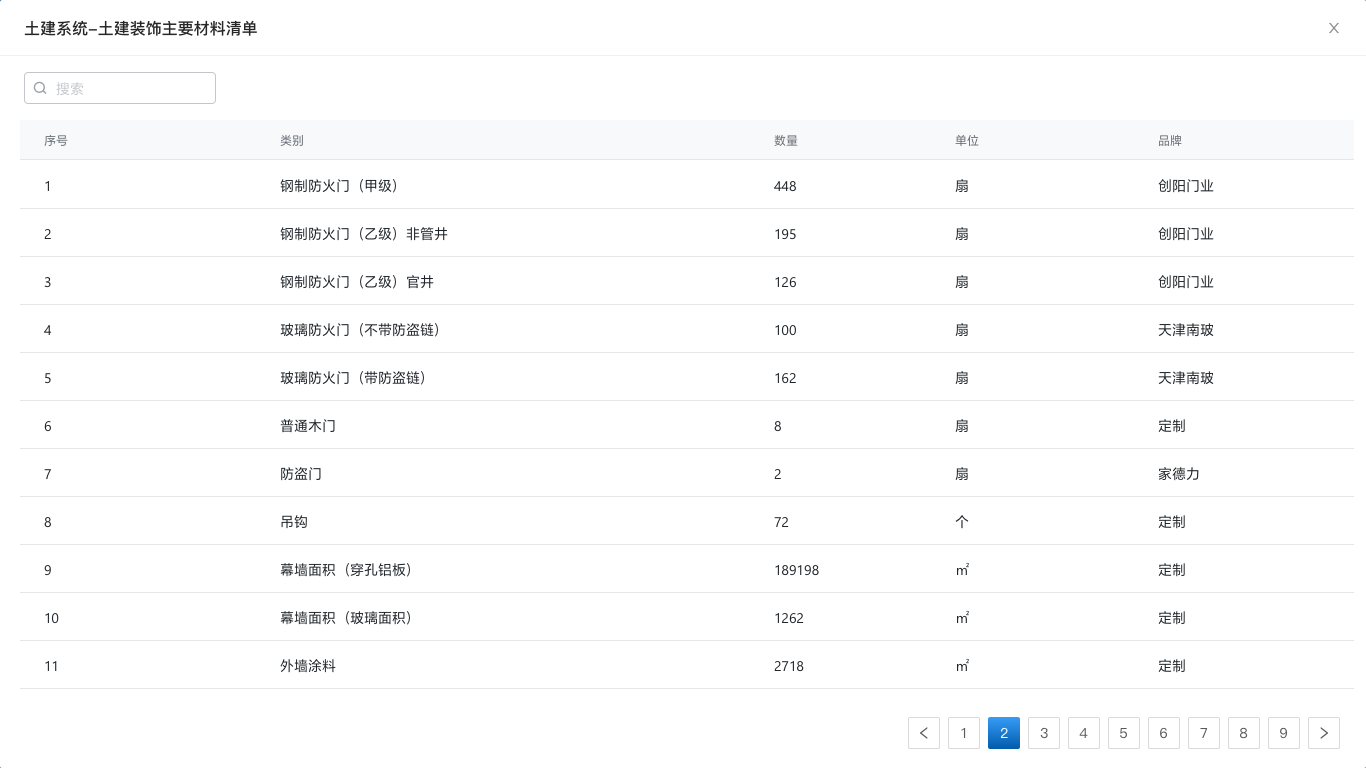 土建系统–土建装饰主要材料清单
搜索
序号 类别 数量 单位 品牌
1 钢制防火门（甲级） 448 扇 创阳门业
2 钢制防火门（乙级）非管井 195 扇 创阳门业
3 钢制防火门（乙级）官井 126 扇 创阳门业
4 玻璃防火门（不带防盗链） 100 扇 天津南玻
5 玻璃防火门（带防盗链） 162 扇 天津南玻
6 普通木门 8 扇 定制
7 防盗门 2 扇 家德力
8 吊钩 72 个 定制
9 幕墙面积（穿孔铝板） 189198 ㎡ 定制
10 幕墙面积（玻璃面积） 1262 ㎡ 定制
11 外墙涂料 2718 ㎡ 定制
1 2 3 4 5 6 7 8 9